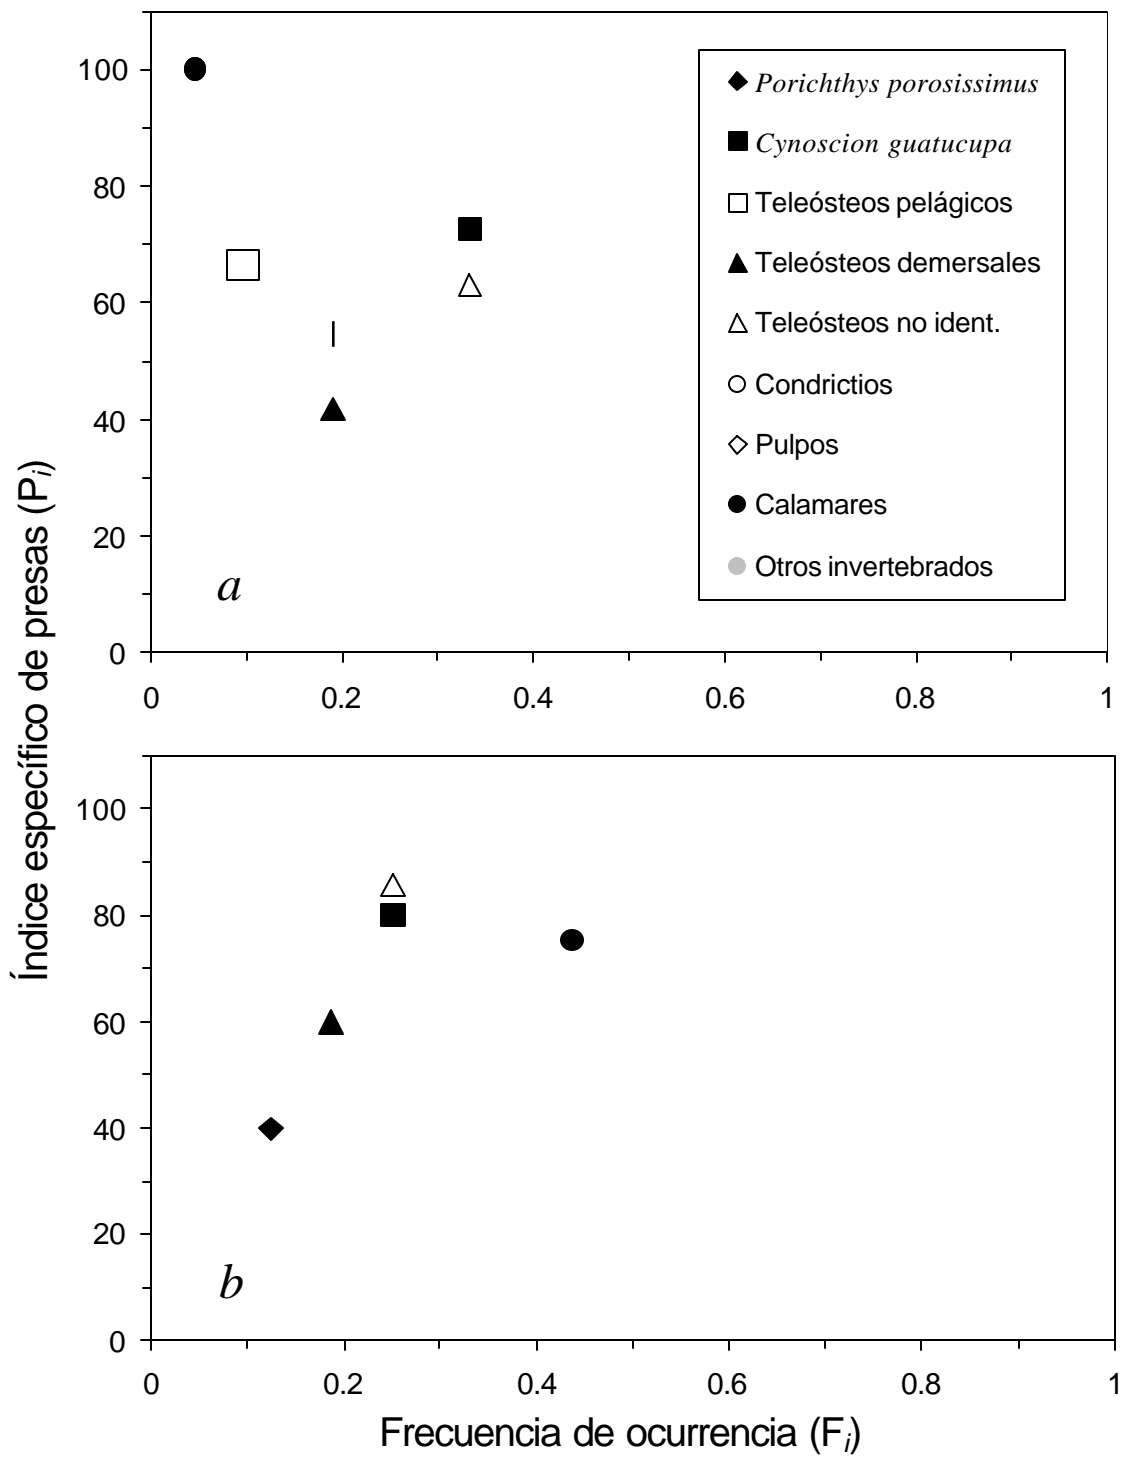 Índice específico de presas (Pi)
100
80
60
40
20
0
a
0
0.2
0.4
0.6
0.8
1
Porichthys porosissimus
Cynoscion guatucupa
Teleósteos pelágicos
Teleósteos demersales
Teleósteos no ident.
Condrictios
Pulpos
Calamares
Otros invertebrados
100
80
60
40
20
0
b
0
0.2
0.4
0.6
0.8
1
Frecuencia de ocurrencia (Fi)